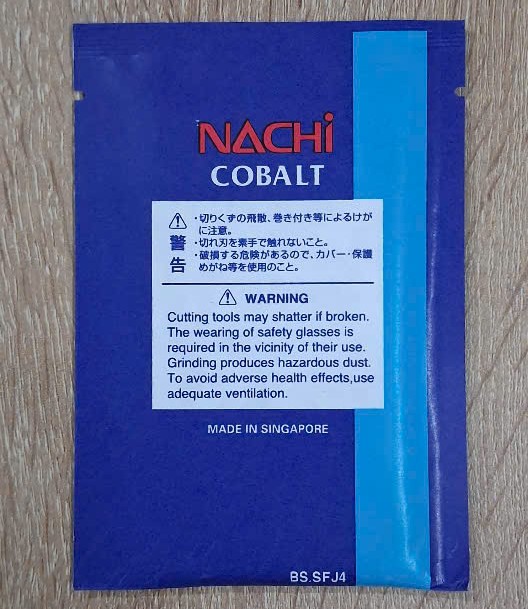 NACHi
COBALT
・切りくずの飛散、巻き付き等によるけが
に注意。
警告
・切れ刃を素手で触れないこと。
・破損する危険があるので、カバー・保護
めがね等を使用のこと。
WARNING
Cutting tools may shatter if broken.
The wearing of safety glasses is
required in the vicinity of their use.
Grinding produces hazardous dust.
To avoid adverse health effects,use
adequate ventilation.
MADE IN SINGAPORE
BS.SFJ4